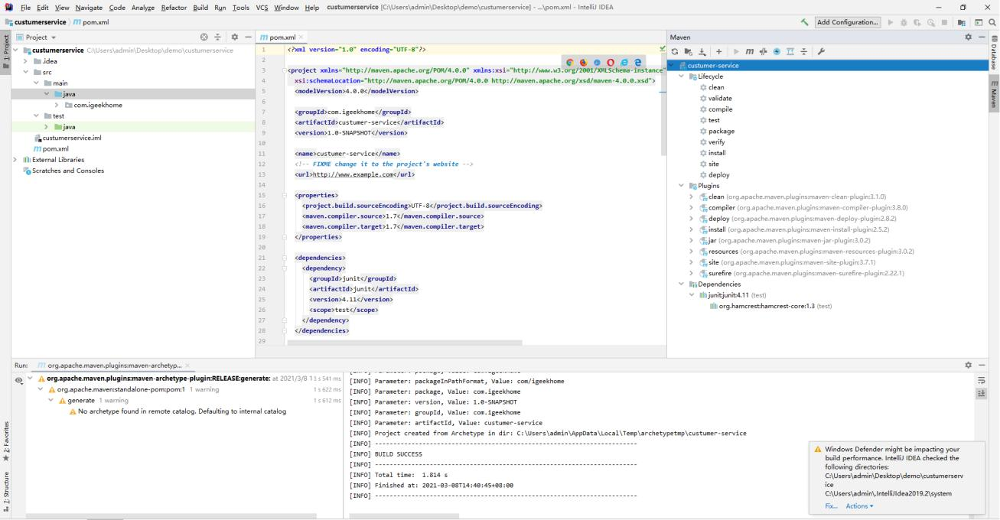 File Edit View Navigate Code Analyze Refactor Build Run Tools VCS Window Help custumerservice [C:\Users\admin\Desktop\demo\custumerservice] - ...\pom.xml - IntelliJ IDEA
custumerservice pom.xml
Add Configuration...
Project
custumerservice C:\Users\admin\Desktop\demo\custumerservice
.idea
src
main
java
com.igeekhome
test
java
custumerservice.iml
pom.xml
External Libraries
Scratches and Consoles
1: Project
2: Favorites
7: Structure
pom.xml
1 <?xml version="1.0" encoding="UTF-8"?>
2
3 <project xmlns="http://maven.apache.org/POM/4.0.0" xmlns:xsi="http://www.w3.org/2001/XMLSchema-instance"
4 xsi:schemaLocation="http://maven.apache.org/POM/4.0.0 http://maven.apache.org/xsd/maven-4.0.0.xsd">
5 <modelVersion>4.0.0</modelVersion>
6
7 <groupId>com.igeekhome</groupId>
8 <artifactId>custumer-service</artifactId>
9 <version>1.0-SNAPSHOT</version>
10
11 <name>custumer-service</name>
12 <!-- FIXME change it to the project's website -->
13 <url>http://www.example.com</url>
14
15 <properties>
16 <project.build.sourceEncoding>UTF-8</project.build.sourceEncoding>
17 <maven.compiler.source>1.7</maven.compiler.source>
18 <maven.compiler.target>1.7</maven.compiler.target>
19 </properties>
20
21 <dependencies>
22 <dependency>
23 <groupId>junit</groupId>
24 <artifactId>junit</artifactId>
25 <version>4.11</version>
26 <scope>test</scope>
27 </dependency>
28 </dependencies>
29
Maven
custumer-service
Lifecycle
clean
validate
compile
test
package
verify
install
site
deploy
Plugins
clean (org.apache.maven.plugins:maven-clean-plugin:3.1.0)
compiler (org.apache.maven.plugins:maven-compiler-plugin:3.8.0)
deploy (org.apache.maven.plugins:maven-deploy-plugin:2.8.2)
install (org.apache.maven.plugins:maven-install-plugin:2.5.2)
jar (org.apache.maven.plugins:maven-jar-plugin:3.0.2)
resources (org.apache.maven.plugins:maven-resources-plugin:3.0.2)
site (org.apache.maven.plugins:maven-site-plugin:3.7.1)
surefire (org.apache.maven.plugins:maven-surefire-plugin:2.22.1)
Dependencies
junit:junit:4.11 (test)
org.hamcrest:hamcrest-core:1.3 (test)
Database
Maven
Run: org.apache.maven.plugins:maven-archetyp...
org.apache.maven.plugins:maven-archetype-plugin:RELEASE:generate: at 2021/3/8 13 s 541 ms
org.apache.maven:standalone-pom:pom:1 1 warning 1 s 622 ms
generate 1 warning 1 s 612 ms
No archetype found in remote catalog. Defaulting to internal catalog
[INFO] Parameter: package, Value: com.igeekhome
[INFO] Parameter: packageInPathFormat, Value: com/igeekhome
[INFO] Parameter: package, Value: com.igeekhome
[INFO] Parameter: version, Value: 1.0-SNAPSHOT
[INFO] Parameter: groupId, Value: com.igeekhome
[INFO] Parameter: artifactId, Value: custumer-service
[INFO] Project created from Archetype in dir: C:\Users\admin\AppData\Local\Temp\archetypetmp\custumer-service
[INFO] ------------------------------------------------------------------------
[INFO] BUILD SUCCESS
[INFO] ------------------------------------------------------------------------
[INFO] Total time: 1.814 s
[INFO] Finished at: 2021-03-08T14:40:45+08:00
[INFO] ------------------------------------------------------------------------
Windows Defender might be impacting your
build performance. IntelliJ IDEA checked the
following directories:
C:\Users\admin\Desktop\demo\custumerserv
ice
C:\Users\admin\.IntelliJIdea2019.2\system
Fix... Actions